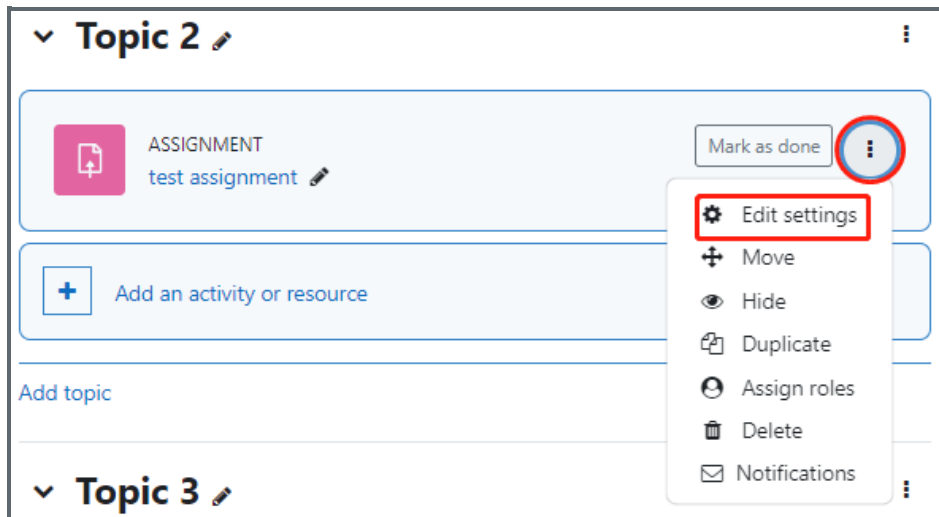 Topic 2
ASSIGNMENT
test assignment
Mark as done
Edit settings
Move
Hide
Duplicate
Assign roles
Delete
Notifications
Add an activity or resource
Add topic
Topic 3